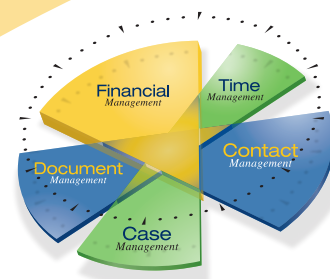 Financial
Management
Time
Management
Contact
Management
Document
Management
Case
Management